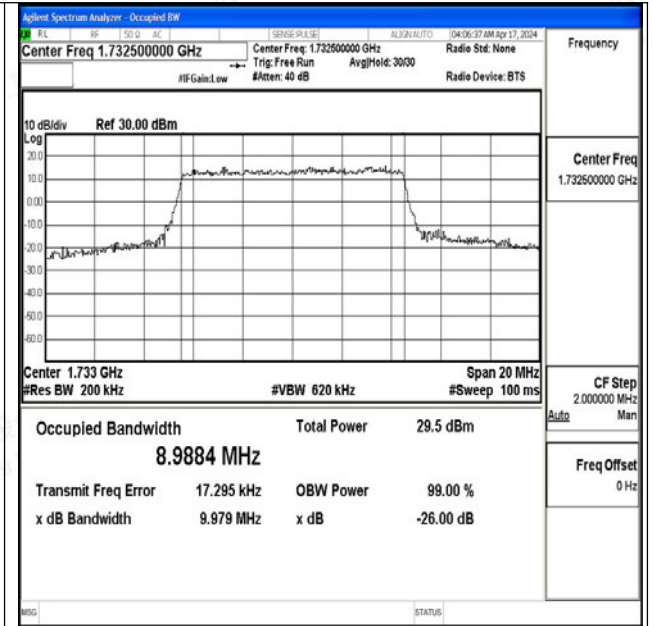 Agilent Spectrum Analyzer - Occupied BW
RL RF 50 Ω AC SENSE:PULSE ALIGNAUTO 04:06:37 AM Apr 17, 2024
Center Freq 1.732500000 GHz
Center Freq: 1.732500000 GHz
Radio Std: None
Trig: Free Run Avg|Hold: 30/30
#IFGain:Low
#Atten: 40 dB
Radio Device: BTS
Frequency
10 dB/div Ref 30.00 dBm
Log
20.0
10.0
0.00
-10.0
-20.0
-30.0
-40.0
-50.0
-60.0
Center 1.733 GHz
Span 20 MHz
#Res BW 200 kHz
#VBW 620 kHz
#Sweep 100 ms
Occupied Bandwidth
8.9884 MHz
Total Power 29.5 dBm
Transmit Freq Error 17.295 kHz
OBW Power 99.00 %
x dB Bandwidth 9.979 MHz
x dB -26.00 dB
Center Freq
1.732500000 GHz
CF Step
2.000000 MHz
Auto Man
Freq Offset
0 Hz
MSG
STATUS